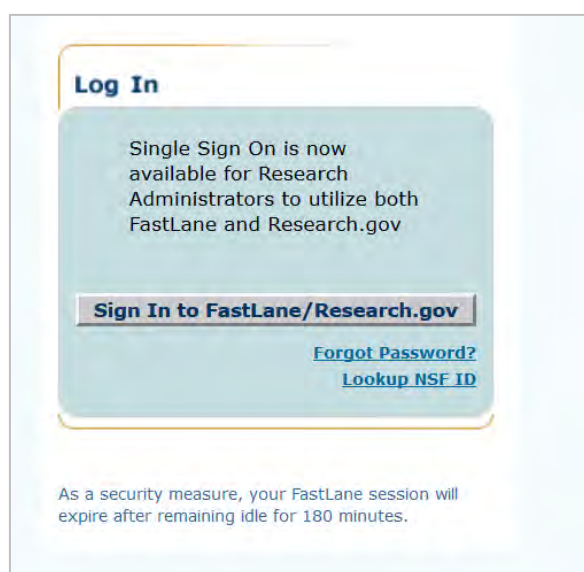 Log In
Single Sign On is now
available for Research
Administrators to utilize both
FastLane and Research.gov
Sign In to FastLane/Research.gov
Forgot Password?
Lookup NSF ID
As a security measure, your FastLane session will
expire after remaining idle for 180 minutes.